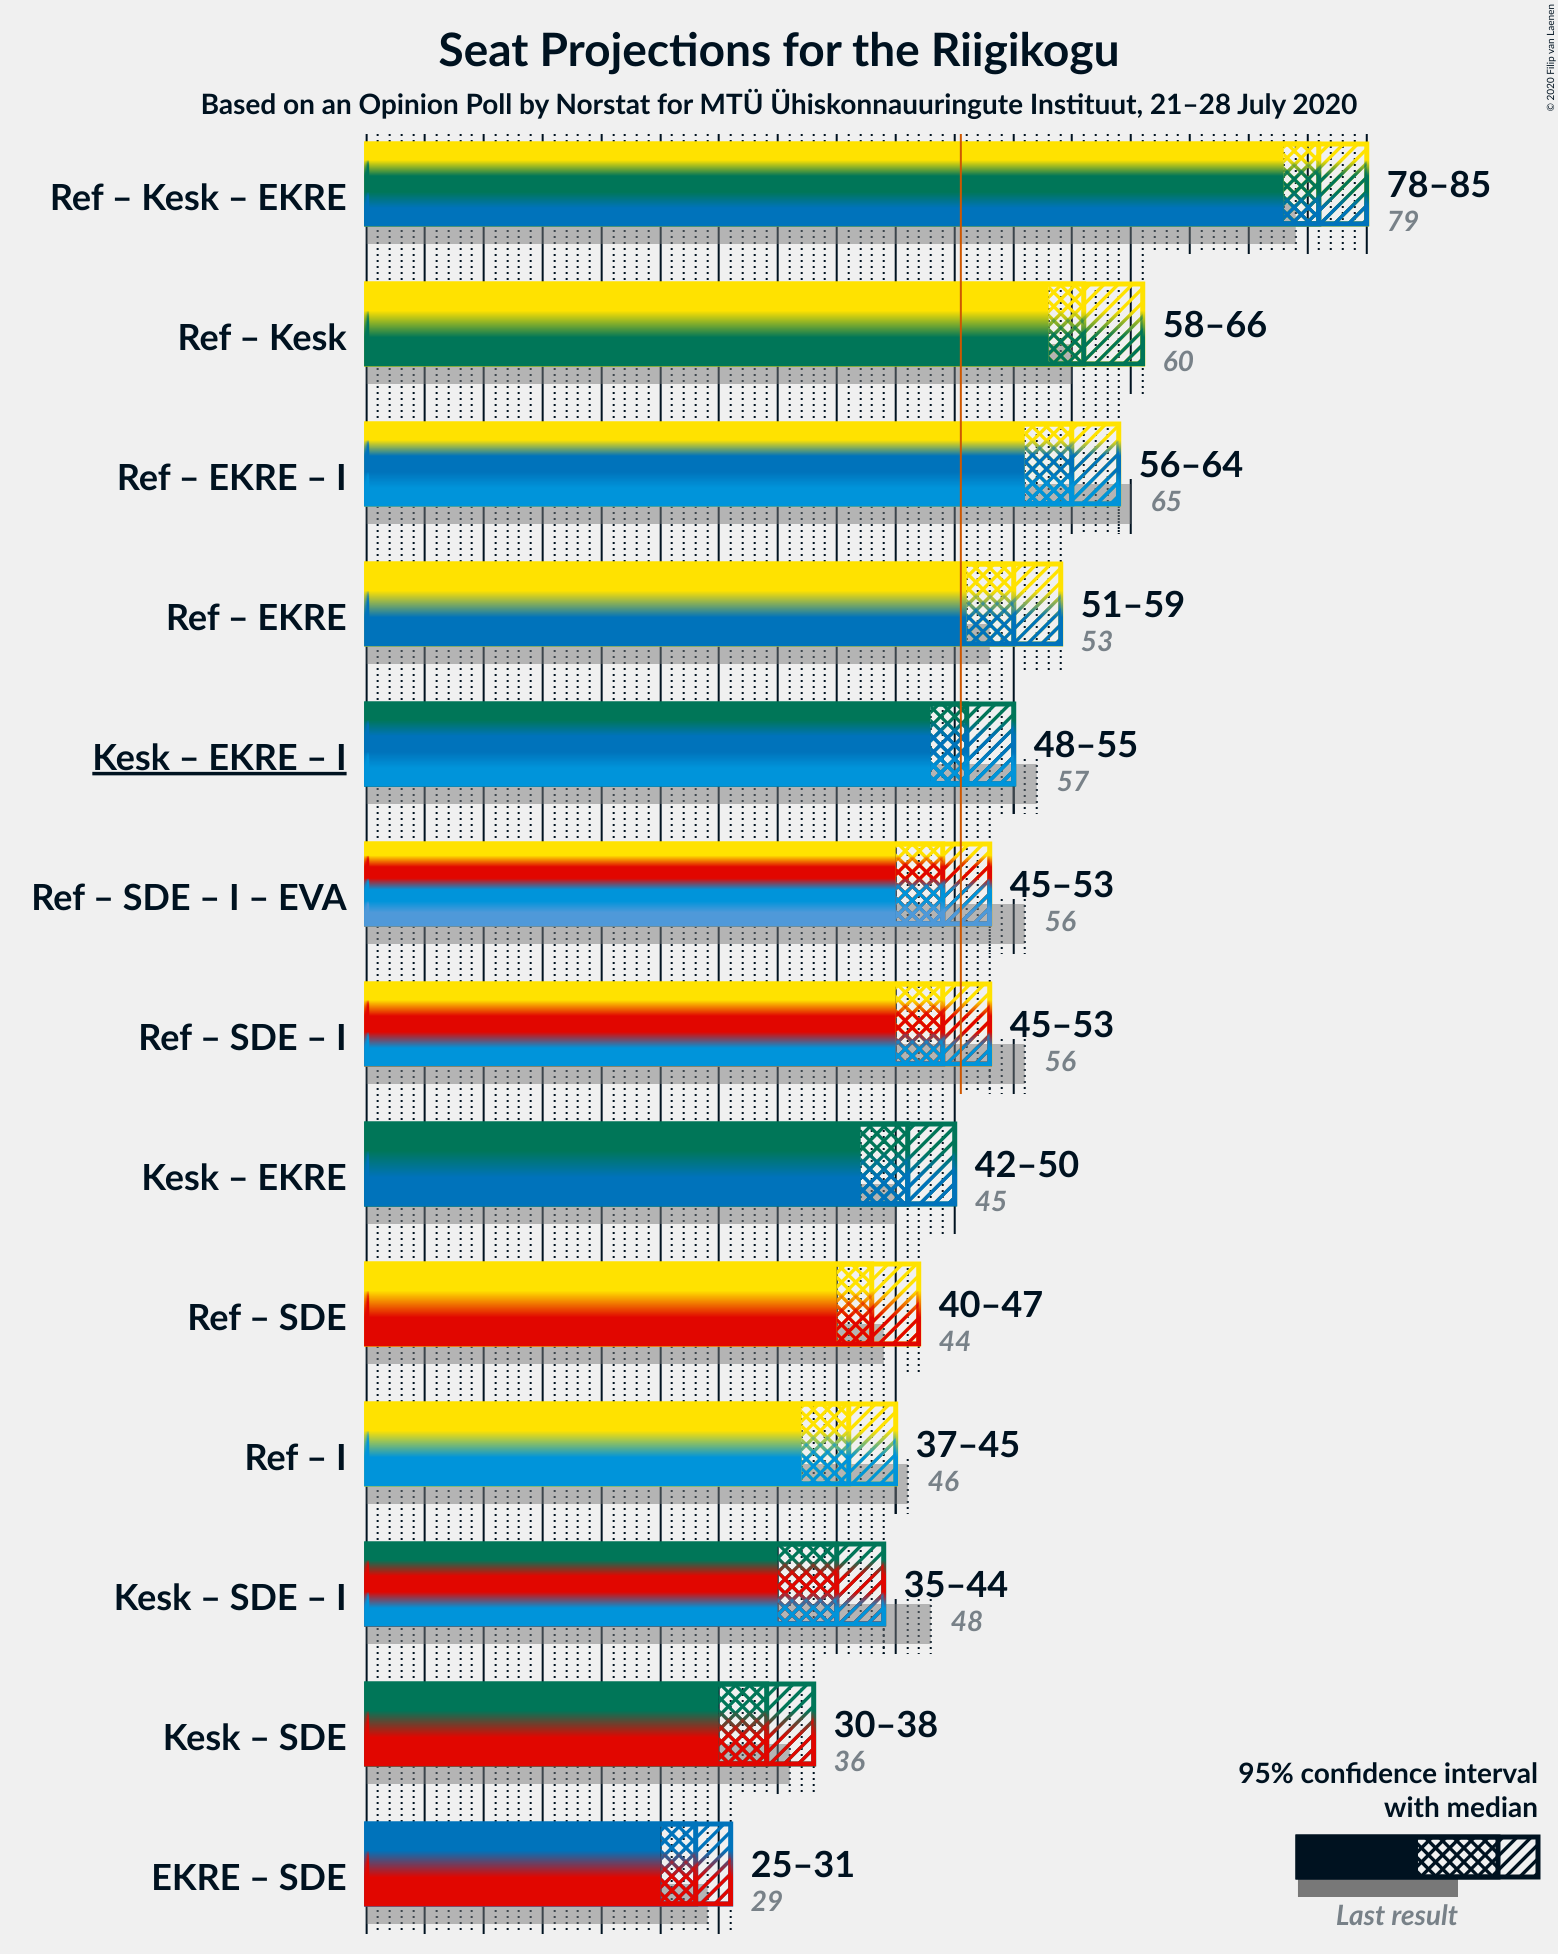 Seat Projections for the Riigikogu
Based on an Opinion Poll by Norstat for MTÜ Ühiskonnauuringute Instituut, 21–28 July 2020
© 2020 Filip van Laenen
Ref – Kesk – EKRE
78–85
79
Ref – Kesk
58–66
60
Ref – EKRE – I
56–64
65
Ref – EKRE
51–59
53
Kesk – EKRE – I
48–55
57
Ref – SDE – I – EVA
45–53
56
Ref – SDE – I
45–53
56
Kesk – EKRE
42–50
45
Ref – SDE
40–47
44
Ref – I
37–45
46
Kesk – SDE – I
35–44
48
Kesk – SDE
30–38
36
EKRE – SDE
25–31
29
95% confidence interval
with median
Last result